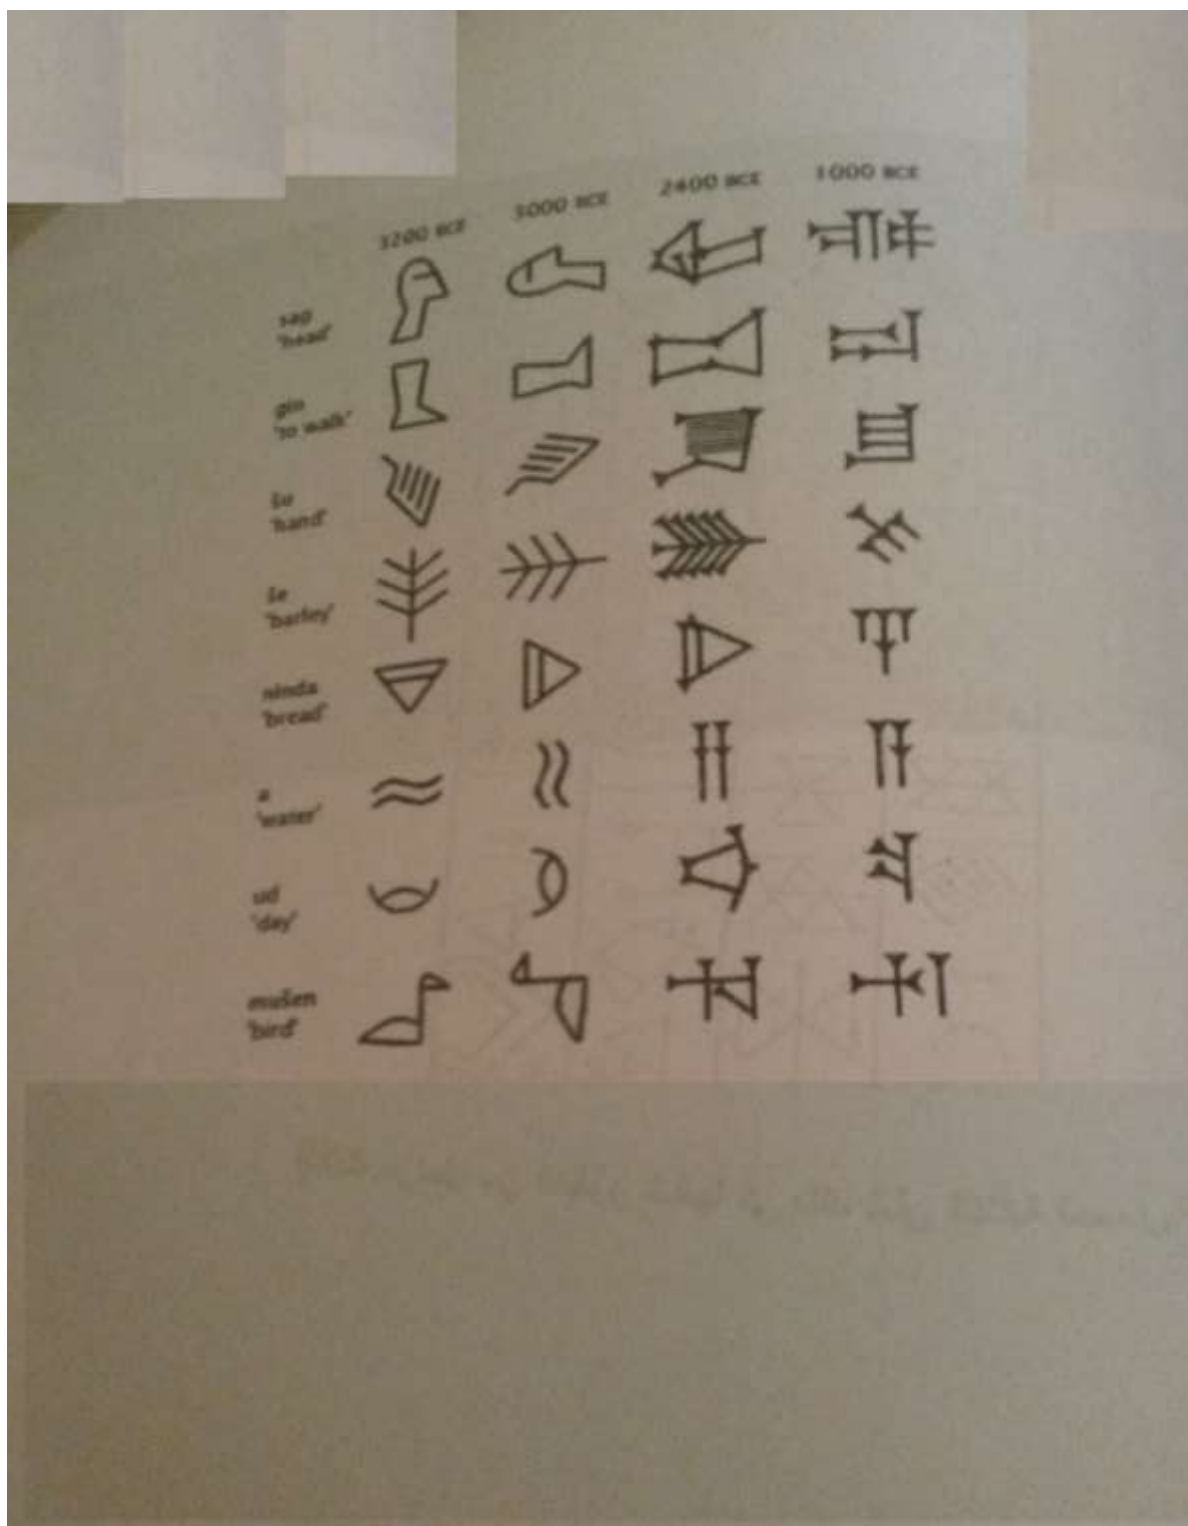 3200 BCE 3000 BCE 2400 BCE 1000 BCE
sag
'head'
gin
'to walk'
šu
'hand'
še
'barley'
ninda
'bread'
a
'water'
ud
'day'
mušen
'bird'